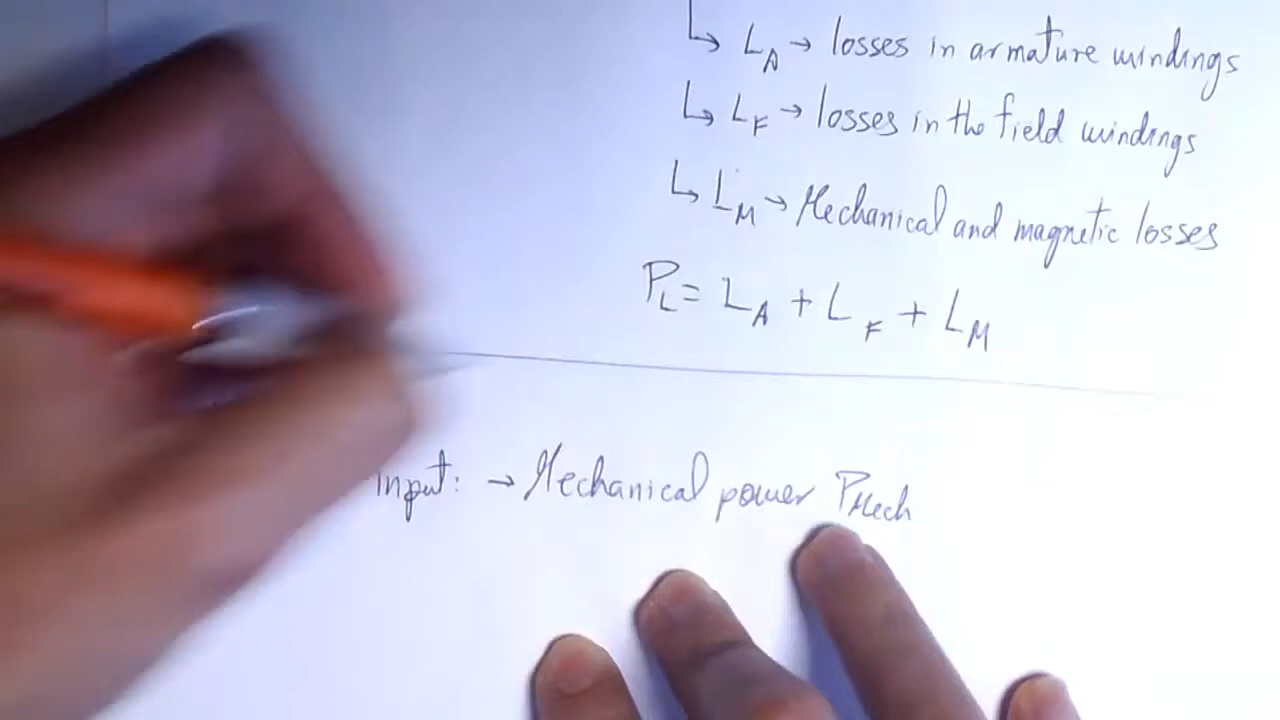 ↳ L_A → losses in armature windings
↳ L_F → losses in the field windings
↳ L_M → Mechanical and magnetic losses
P_L = L_A + L_F + L_M
Input: → Mechanical power P_Mech